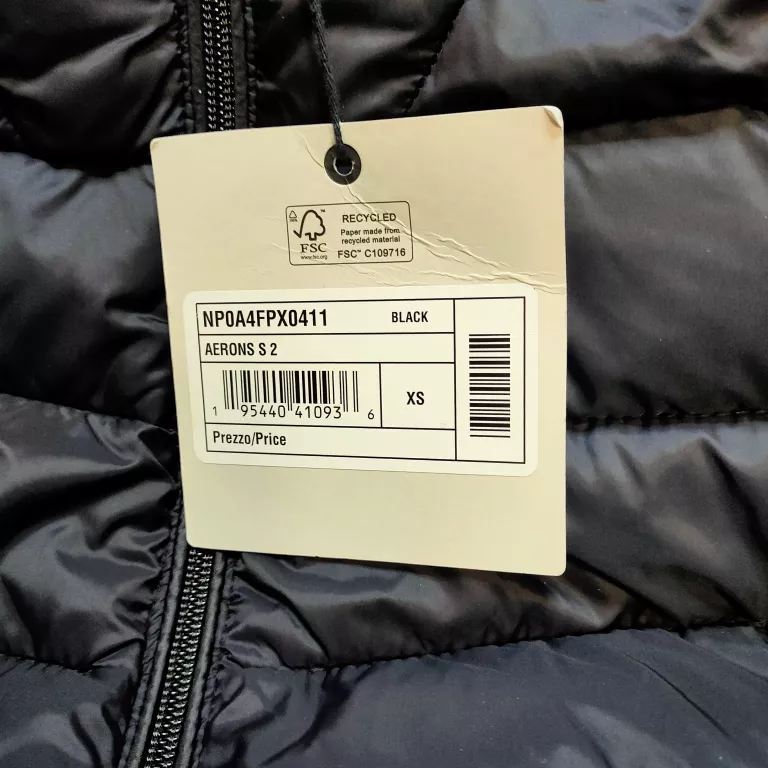 RECYCLED
Paper made from
recycled material
FSC
www.fsc.org
FSC™ C109716
NP0A4FPX0411 BLACK
AERONS S 2
1 95440 41093 6
XS
Prezzo/Price